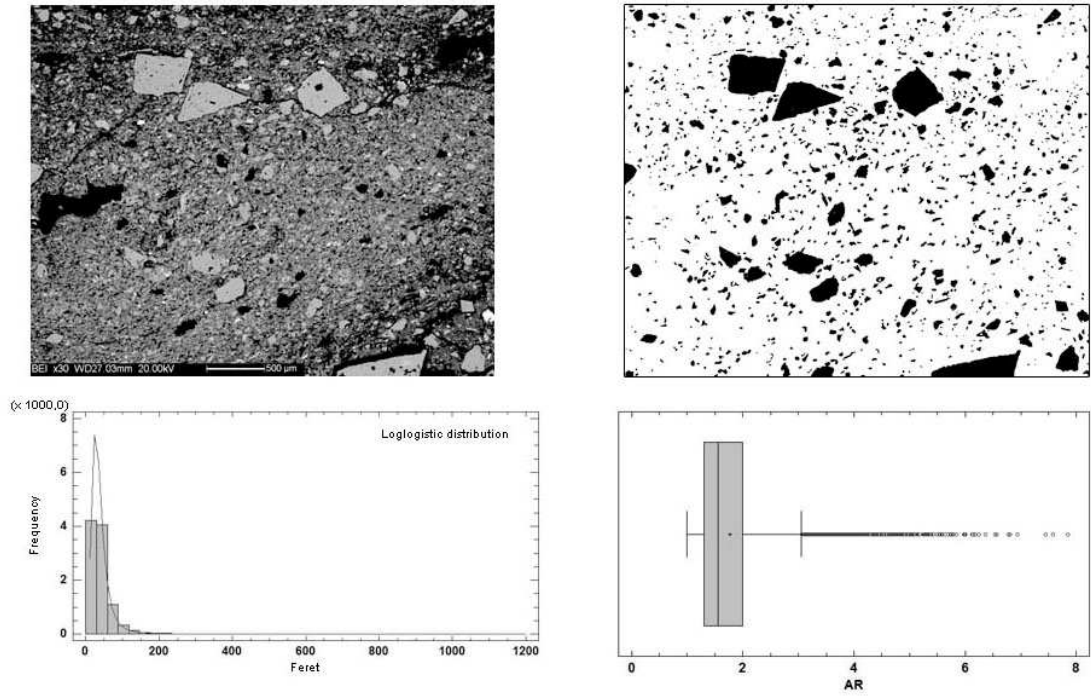 BEI x30 WD27 03mm 20.00kV 500 µm
(x 1000,0)
Loglogistic distribution
Frequency
8
6
4
2
0
0 200 400 600 800 1000 1200
Feret
0 2 4 6 8
AR